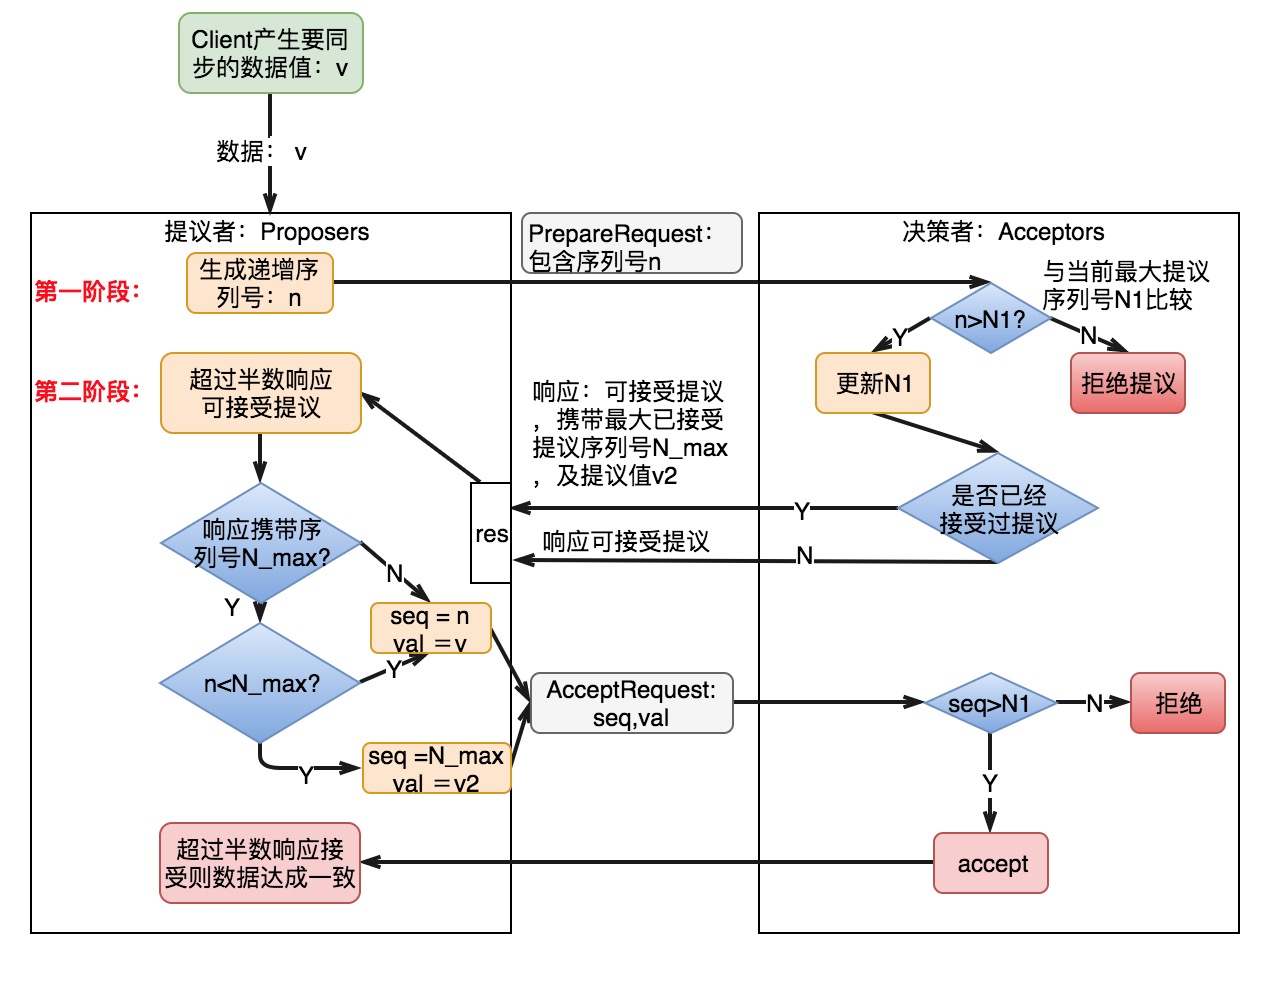 Client产生要同
步的数据值：v
数据： v
提议者：Proposers
第一阶段：
生成递增序
列号：n
PrepareRequest：
包含序列号n
决策者：Acceptors
与当前最大提议
序列号N1比较
n>N1?
Y
N
更新N1
拒绝提议
第二阶段：
超过半数响应
可接受提议
响应：可接受提议
，携带最大已接受
提议序列号N_max
，及提议值v2
是否已经
接受过提议
Y
res
响应可接受提议
N
响应携带序
列号N_max?
N
Y
seq = n
val ＝v
n<N_max?
Y
AcceptRequest:
seq,val
seq>N1
N
拒绝
Y
seq =N_max
val ＝v2
Y
超过半数响应接
受则数据达成一致
accept